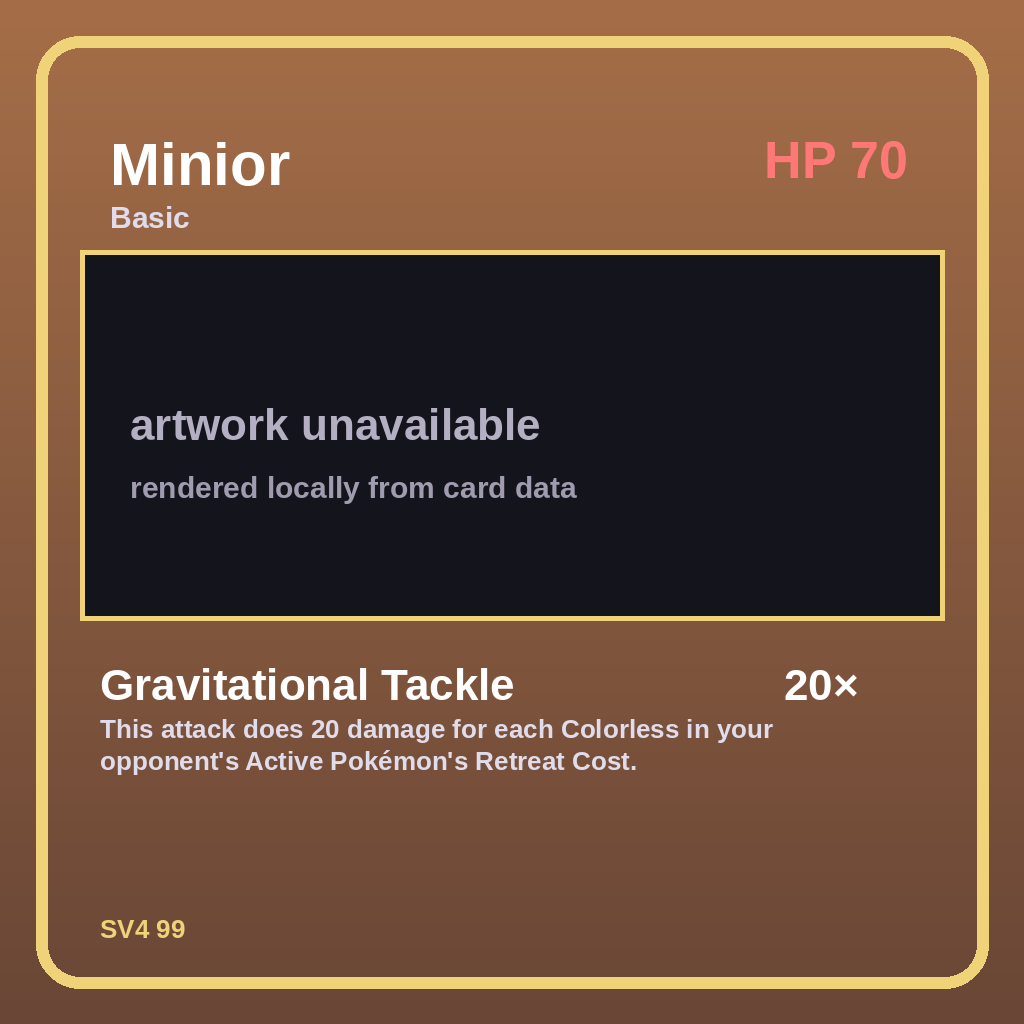 Minior
HP 70
Basic
artwork unavailable
rendered locally from card data
Gravitational Tackle
20×
This attack does 20 damage for each Colorless in your
opponent's Active Pokémon's Retreat Cost.
SV4 99